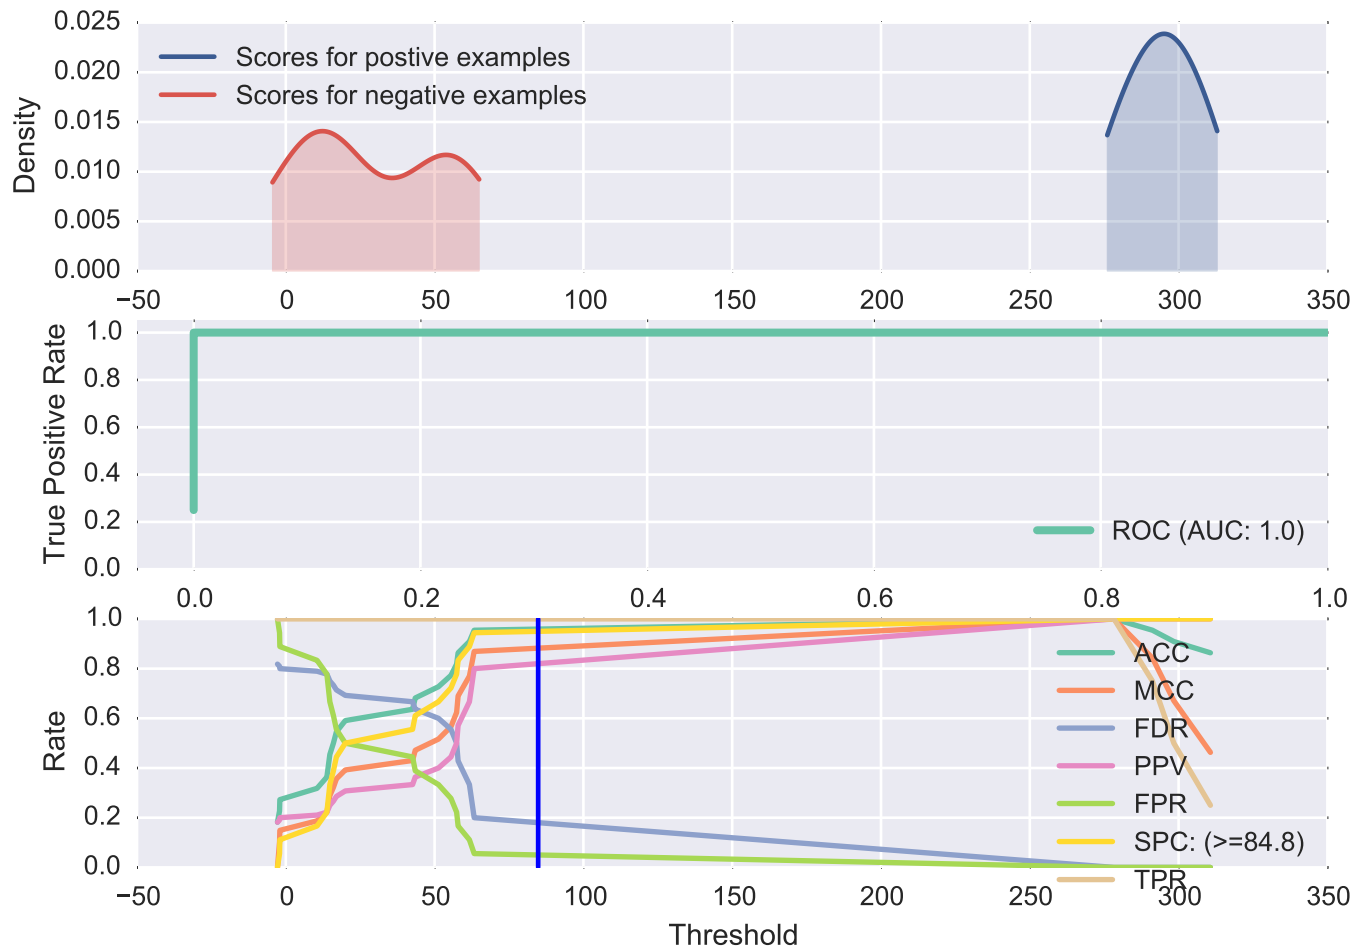 0.025
0.020
0.015
0.010
0.005
0.000
Density
Scores for postive examples
Scores for negative examples
−50 0 50 100 150 200 250 300 350
1.0
0.8
0.6
0.4
0.2
0.0
True Positive Rate
ROC (AUC: 1.0)
0.0 0.2 0.4 0.6 0.8 1.0
1.0
0.8
0.6
0.4
0.2
0.0
Rate
ACC
MCC
FDR
PPV
FPR
SPC: (>=84.8)
TPR
−50 0 50 100 150 200 250 300 350
Threshold